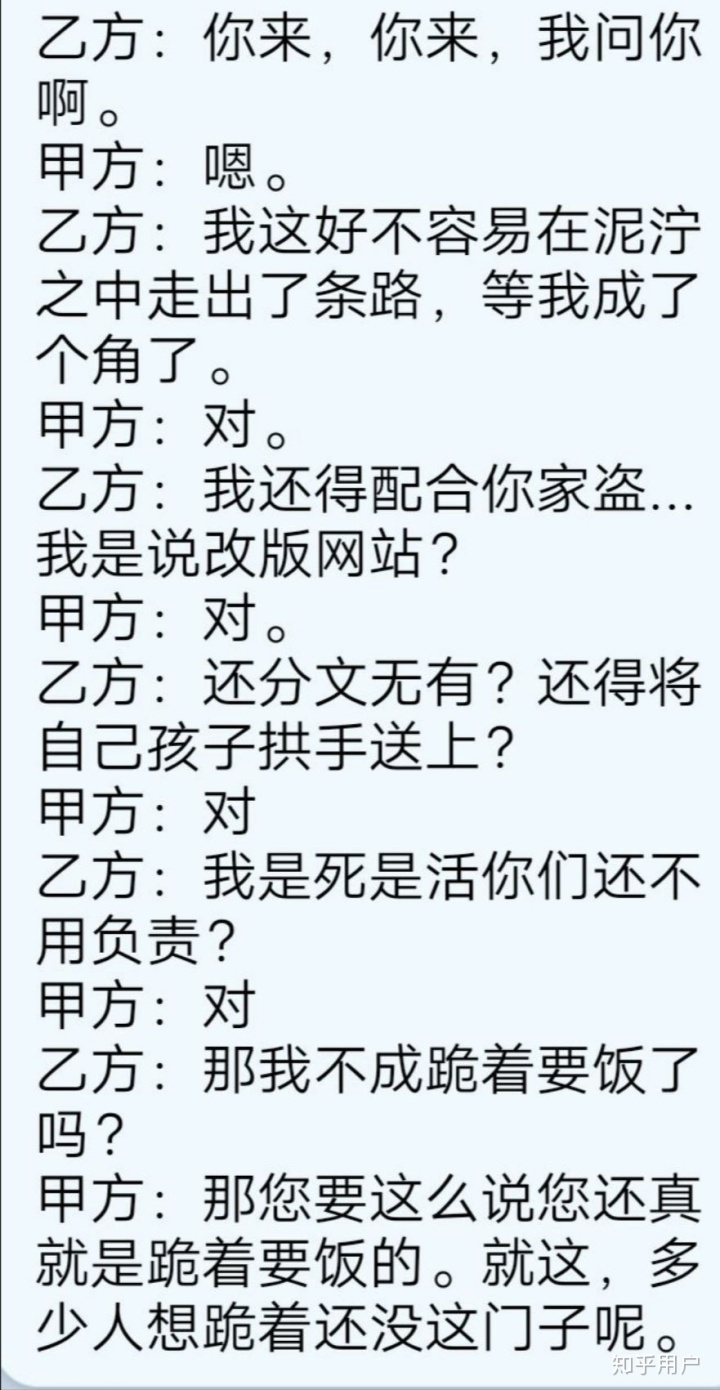 乙方：你来，你来，我问你
啊。
甲方：嗯。
乙方：我这好不容易在泥泞
之中走出了条路，等我成了
个角了。
甲方：对。
乙方：我还得配合你家盗...
我是说改版网站？
甲方：对。
乙方：还分文无有？还得将
自己孩子拱手送上？
甲方：对
乙方：我是死是活你们还不
用负责？
甲方：对
乙方：那我不成跪着要饭了
吗？
甲方：那您要这么说您还真
就是跪着要饭的。就这，多
少人想跪着还没这门子呢。
知乎用户